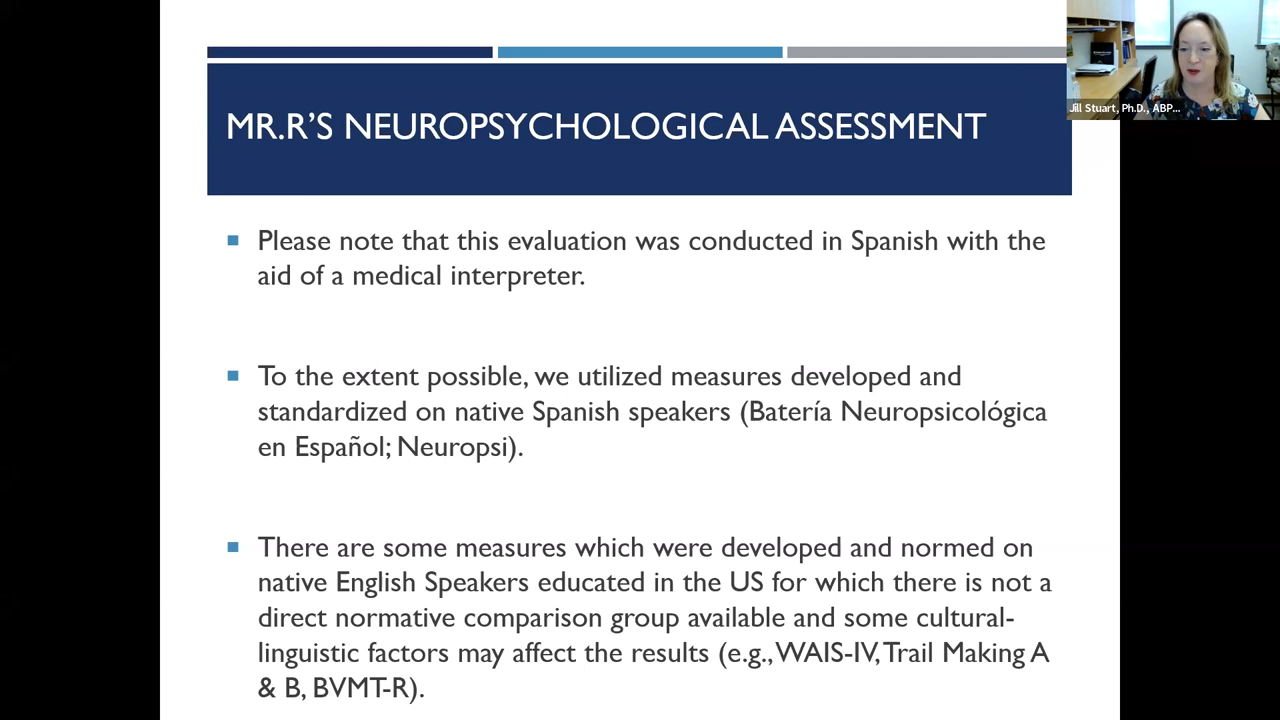 MR.R'S NEUROPSYCHOLOGICAL ASSESSMENT
Jill Stuart, Ph.D., ABP...
▪ Please note that this evaluation was conducted in Spanish with the
aid of a medical interpreter.
▪ To the extent possible, we utilized measures developed and
standardized on native Spanish speakers (Batería Neuropsicológica
en Español; Neuropsi).
▪ There are some measures which were developed and normed on
native English Speakers educated in the US for which there is not a
direct normative comparison group available and some cultural-
linguistic factors may affect the results (e.g., WAIS-IV, Trail Making A
& B, BVMT-R).